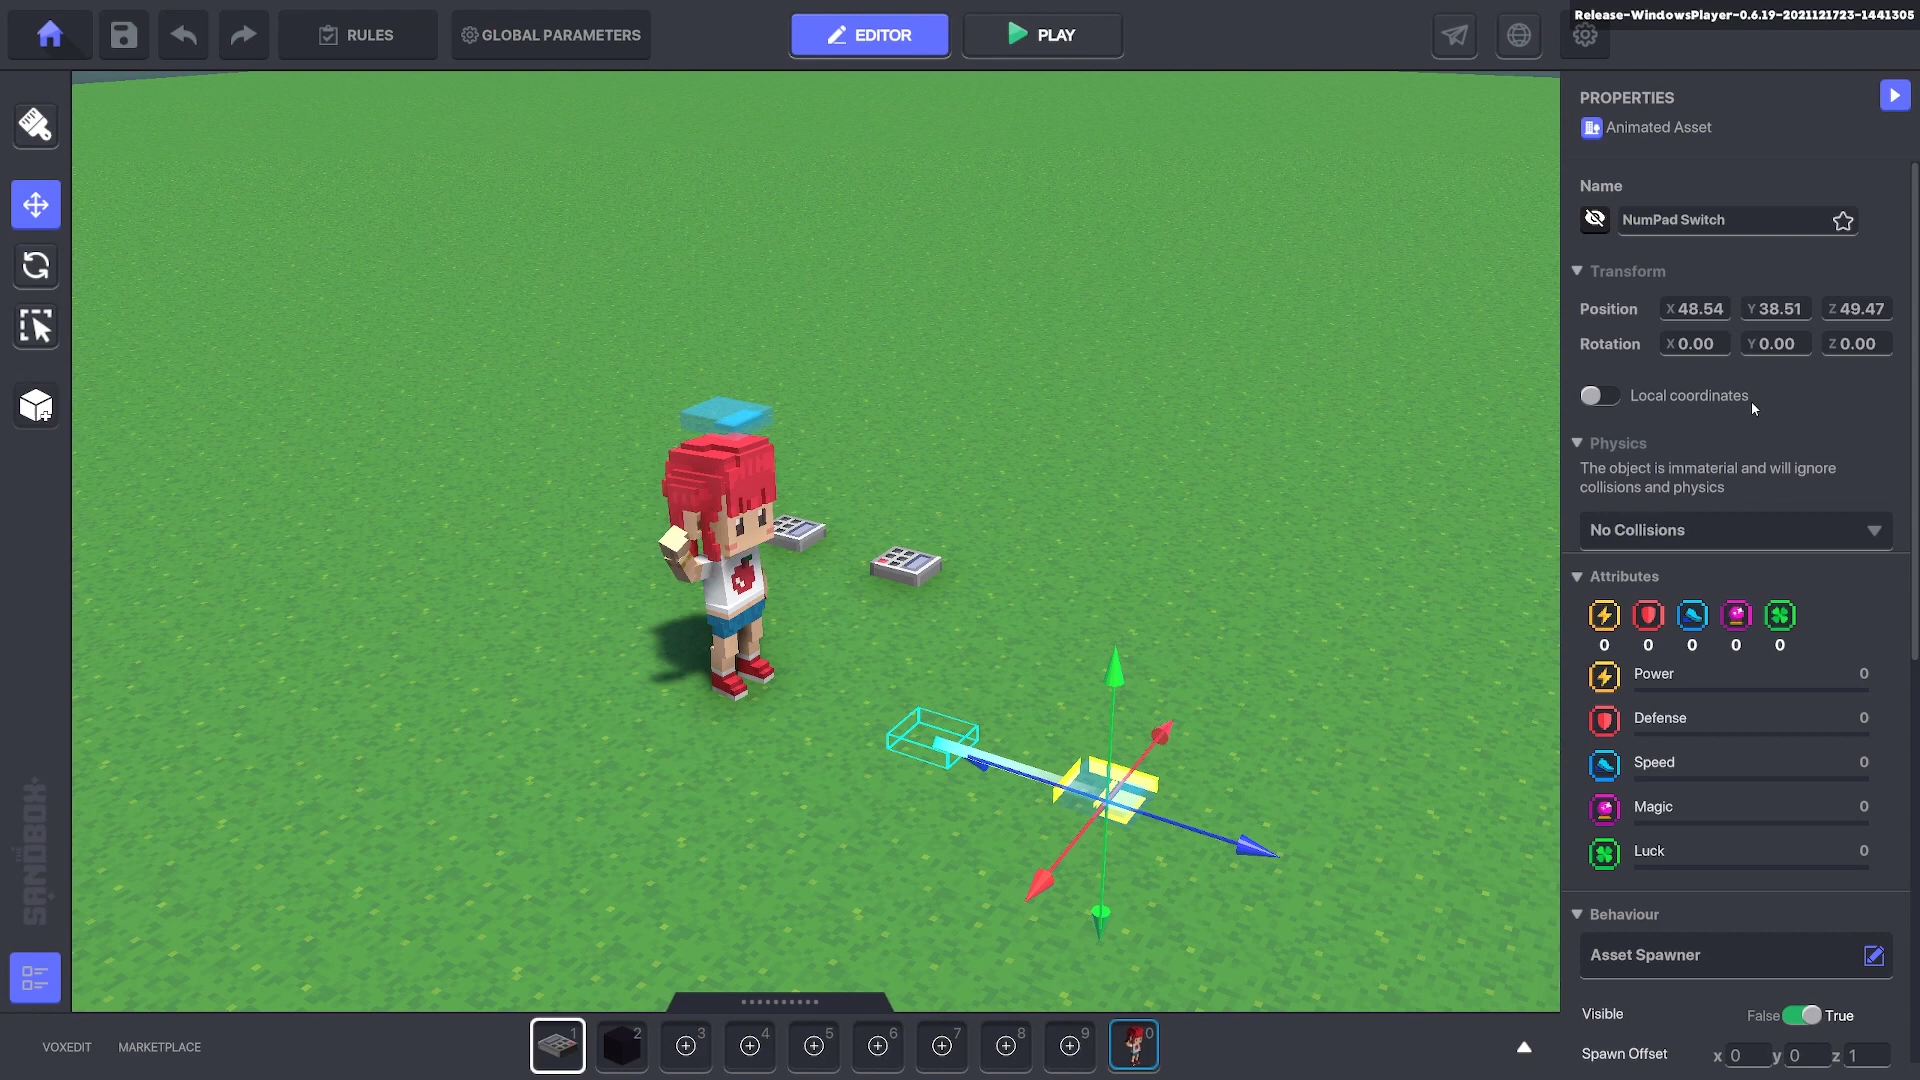 Release-WindowsPlayer-0.6.19-2021121723-1441305
RULES
GLOBAL PARAMETERS
EDITOR
PLAY
PROPERTIES
Animated Asset
Name
NumPad Switch
Transform
Position X 48.54 Y 38.51 Z 49.47
Rotation X 0.00 Y 0.00 Z 0.00
Local coordinates
Physics
The object is immaterial and will ignore
collisions and physics
No Collisions
Attributes
0 0 0 0 0
Power 0
Defense 0
Speed 0
Magic 0
Luck 0
Behaviour
Asset Spawner
Visible False True
Spawn Offset x 0 y 0 z 1
THE SANDBOX
VOXEDIT
MARKETPLACE
1 2 3 4 5 6 7 8 9 0